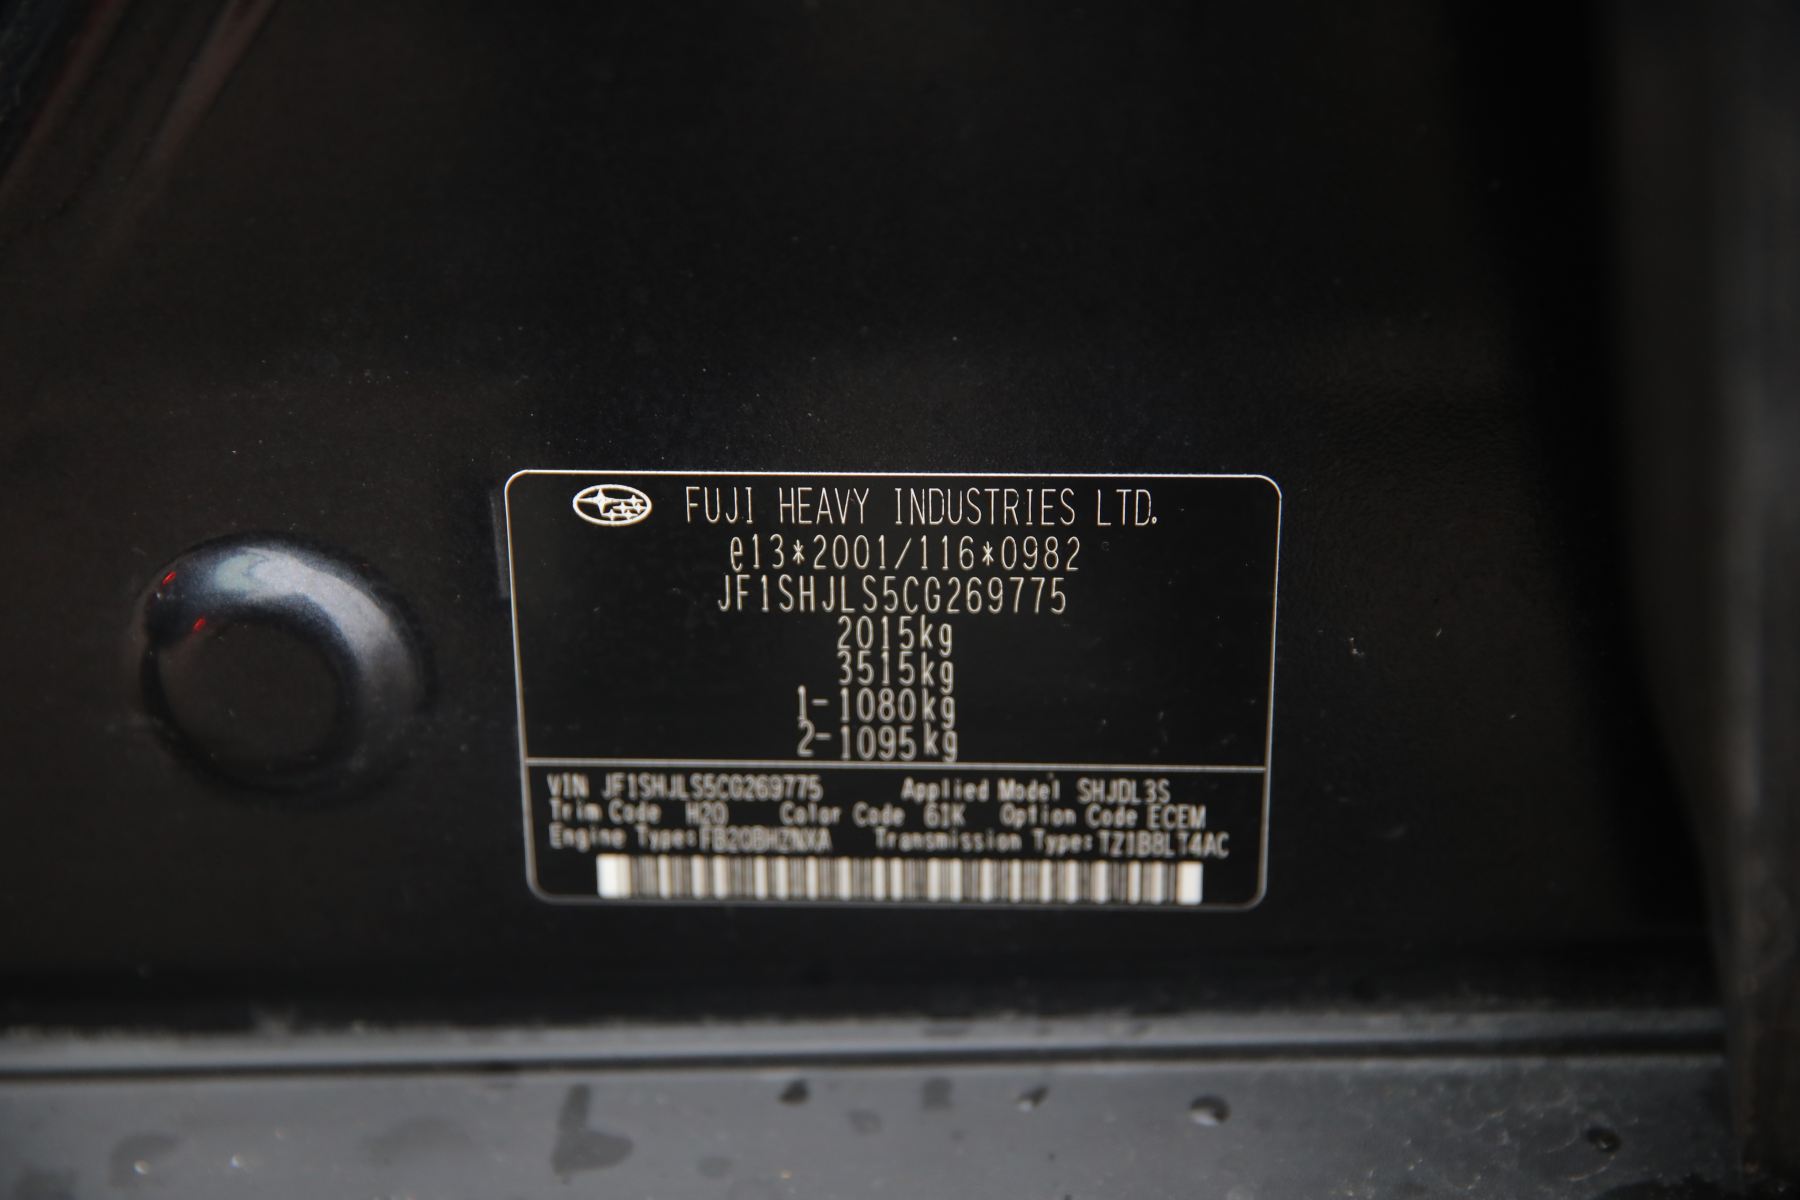 FUJI HEAVY INDUSTRIES LTD.
e13*2001/116*0982
JF1SHJLS5CG269775
2015kg
3515kg
1-1080kg
2-1095kg
VIN JF1SHJLS5CG269775 Applied Model SHJDL3S
Trim Code H20 Color Code 61K Option Code ECEM
Engine Type:FB20BHZNXA Transmission Type:TZ1B8LT4AC